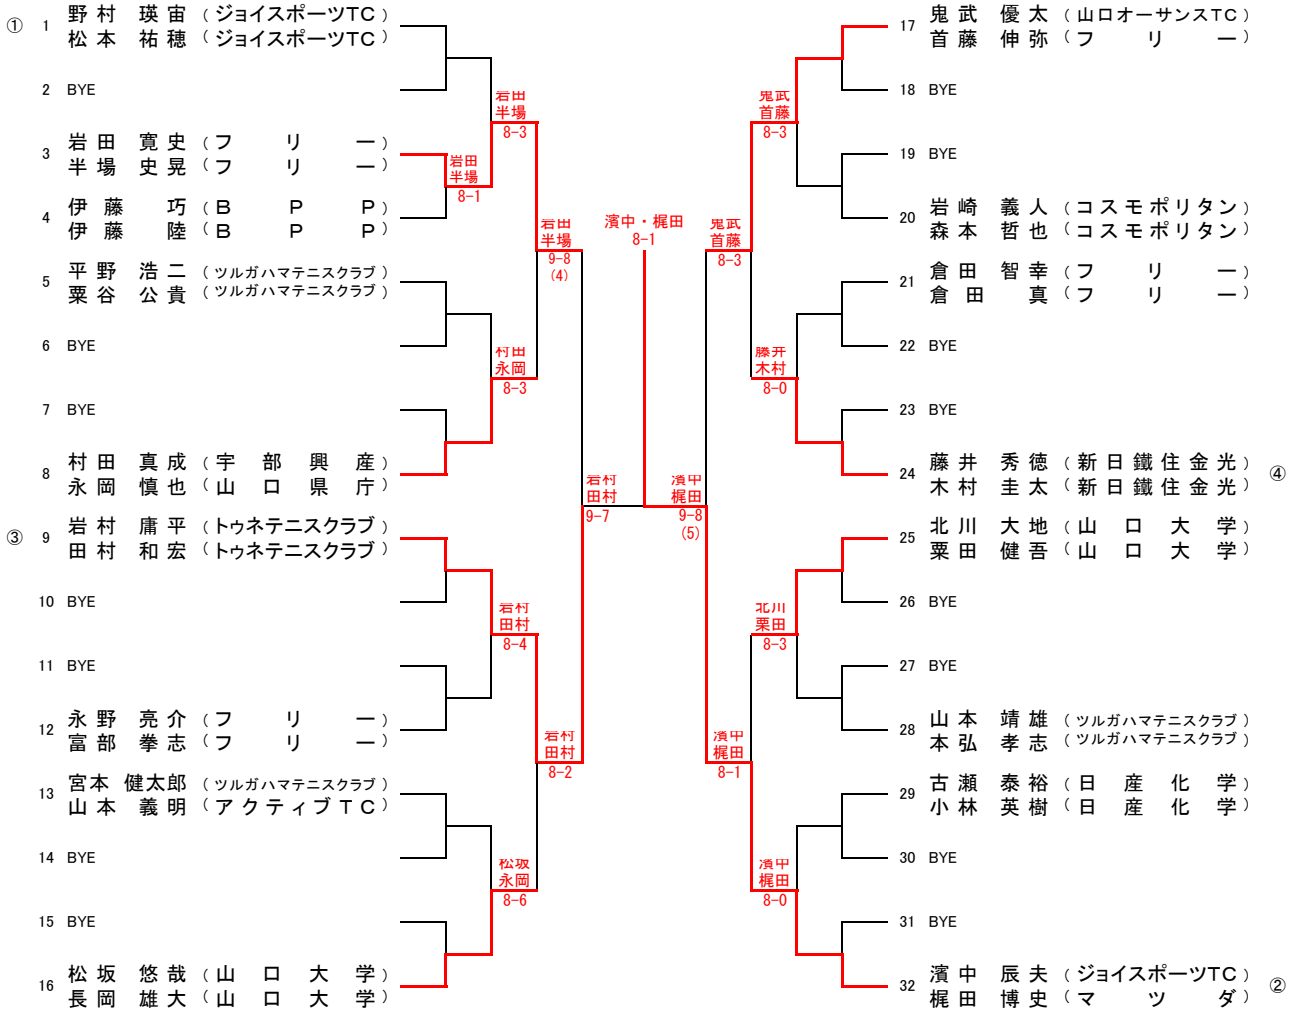 ① 1 野村 瑛宙 (ジョイスポーツTC)
松本 祐穂 (ジョイスポーツTC)
2 BYE
3 岩田 寛史 (フリー)
半場 史晃 (フリー)
4 伊藤 巧 (BPP)
伊藤 陸 (BPP)
5 平野 浩二 (ツルガハマテニスクラブ)
粟谷 公貴 (ツルガハマテニスクラブ)
6 BYE
7 BYE
8 村田 真成 (宇部興産)
永岡 慎也 (山口県庁)
③ 9 岩村 庸平 (トゥネテニスクラブ)
田村 和宏 (トゥネテニスクラブ)
10 BYE
11 BYE
12 永野 亮介 (フリー)
富部 拳志 (フリー)
13 宮本 健太郎 (ツルガハマテニスクラブ)
山本 義明 (アクティブTC)
14 BYE
15 BYE
16 松坂 悠哉 (山口大学)
長岡 雄大 (山口大学)
岩田
半場
8-1
岩田
半場
8-3
村田
永岡
8-3
岩村
田村
8-4
松坂
永岡
8-6
岩田
半場
9-8
(4)
岩村
田村
8-2
岩村
田村
9-7
濱中・梶田
8-1
濱中
梶田
9-8
(5)
鬼武
首藤
8-3
濱中
梶田
8-1
鬼武
首藤
8-3
藤井
木村
8-0
北川
栗田
8-3
濱中
梶田
8-0
17 鬼武 優太 (山口オーサンスTC)
首藤 伸弥 (フリー)
18 BYE
19 BYE
20 岩崎 義人 (コスモポリタン)
森本 哲也 (コスモポリタン)
21 倉田 智幸 (フリー)
倉田 真 (フリー)
22 BYE
23 BYE
24 藤井 秀徳 (新日鐵住金光) ④
木村 圭太 (新日鐵住金光)
25 北川 大地 (山口大学)
粟田 健吾 (山口大学)
26 BYE
27 BYE
28 山本 靖雄 (ツルガハマテニスクラブ)
本弘 孝志 (ツルガハマテニスクラブ)
29 古瀬 泰裕 (日産化学)
小林 英樹 (日産化学)
30 BYE
31 BYE
32 濱中 辰夫 (ジョイスポーツTC) ②
梶田 博史 (マツダ)